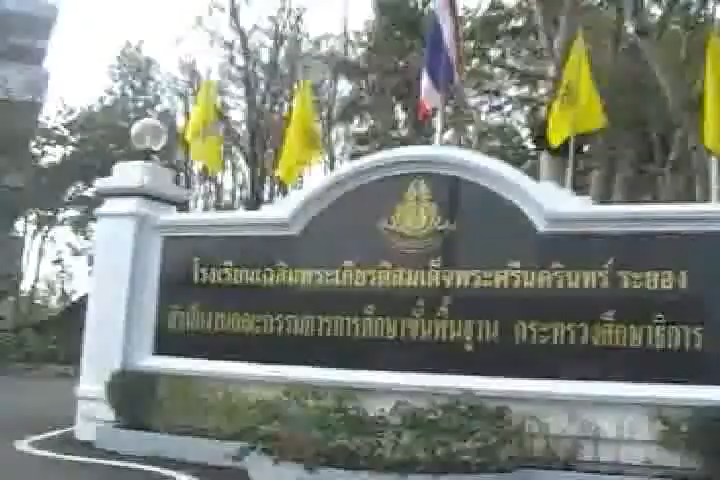 โรงเรียนเฉลิมพระเกียรติสมเด็จพระศรีนครินทร์ ระยอง
สำนักงานคณะกรรมการการศึกษาขั้นพื้นฐาน กระทรวงศึกษาธิการ